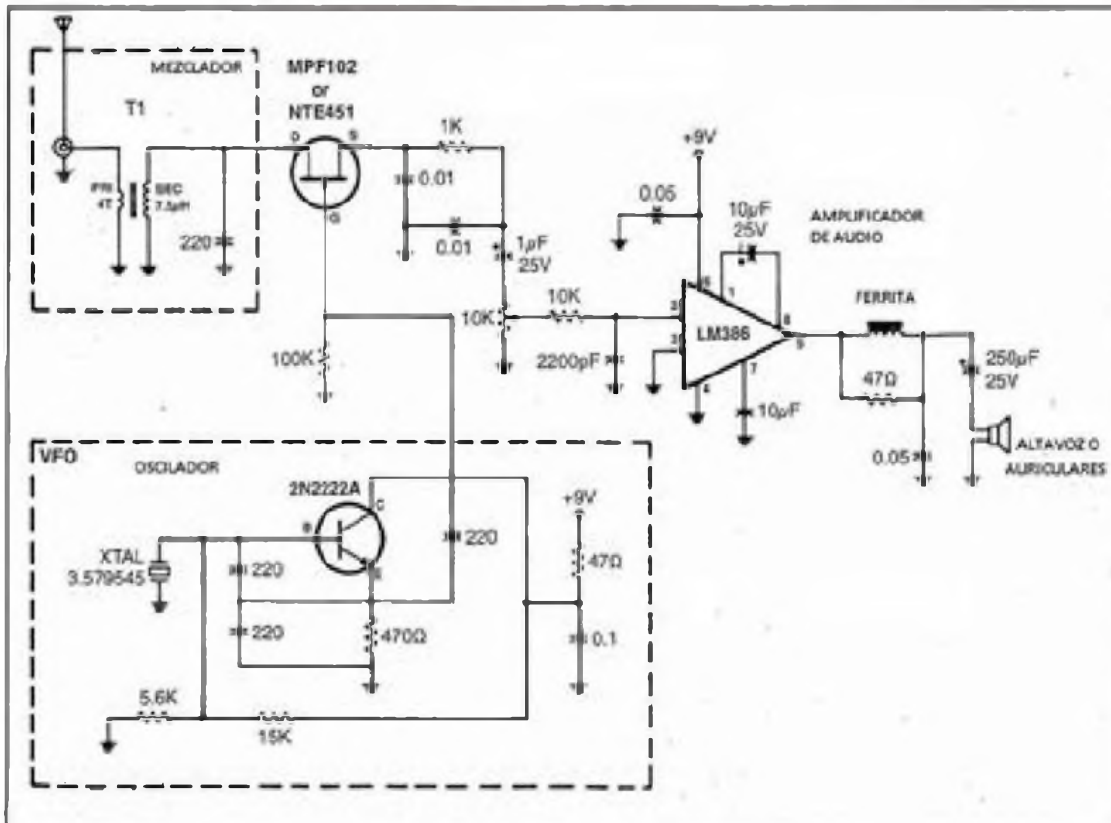 MEZCLADOR
T1
PRI
4T
SEC
220
MPF102
or
NTE451
D
S
G
1K
0.01
0.01
1µF
25V
100K
10K
10K
2200pF
+9V
0.05
10µF
25V
AMPLIFICADOR
DE AUDIO
6
1
8
3
LM386
4
7
10µF
FERRITA
47Ω
250µF
25V
0.05
ALTAVOZ O
AURICULARES
VFO
OSCILADOR
2N2222A
B
C
E
XTAL
3.579545
220
220
470Ω
220
+9V
47Ω
0.1
5.6K
15K